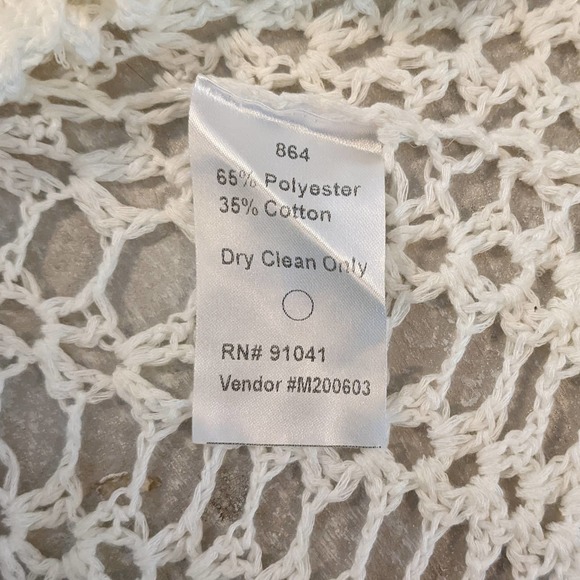 864
65% Polyester
35% Cotton
Dry Clean Only
RN# 91041
Vendor #M200603